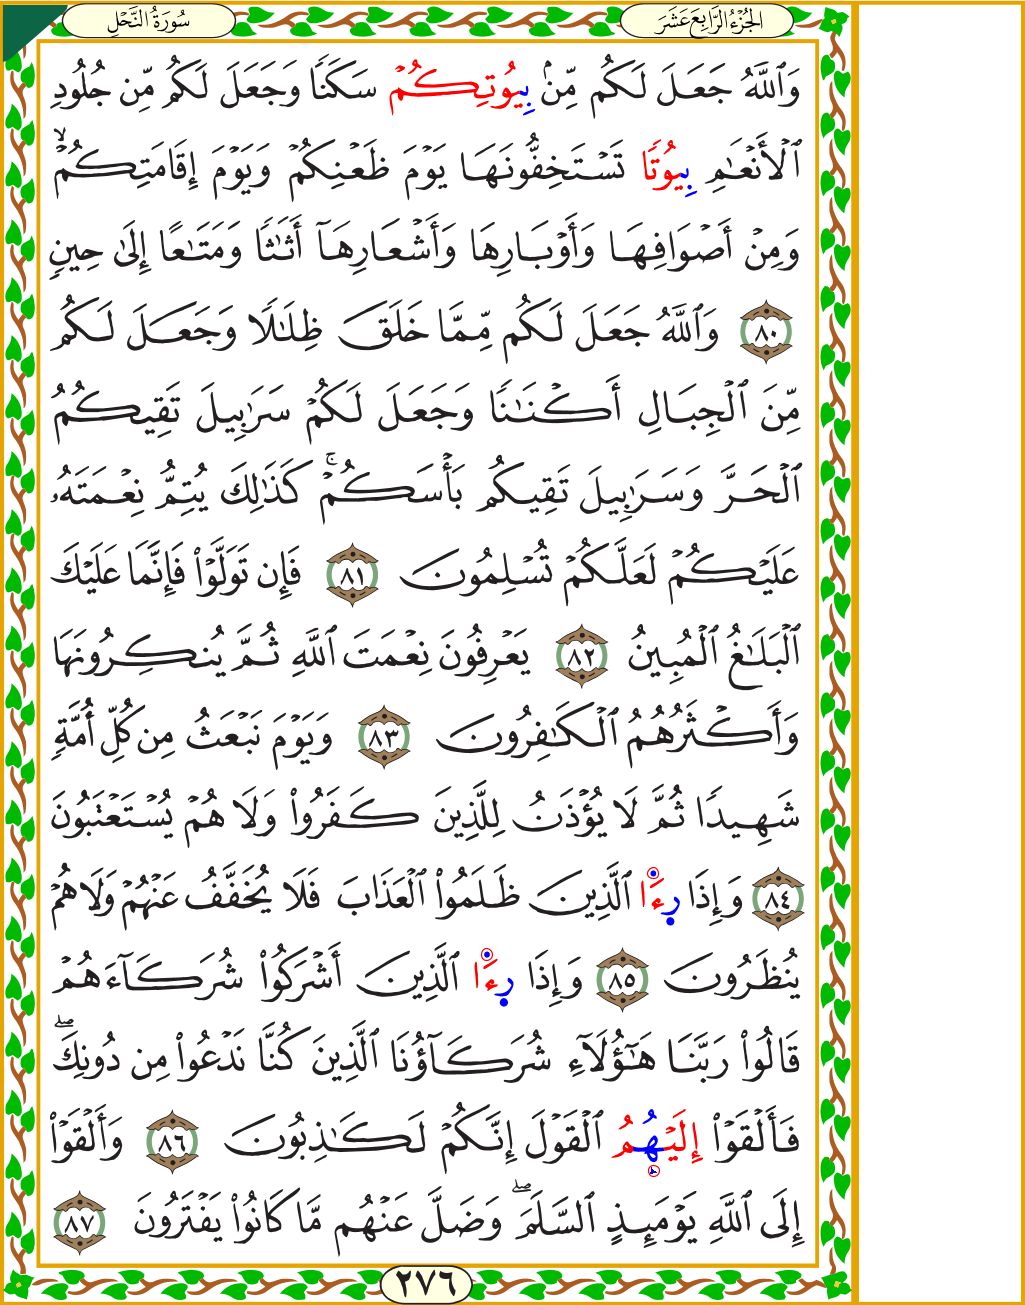 سُورَةُ النَّحْلِ
الجُزْءُ الرَّابِعَ عَشَرَ
وَٱللَّهُ جَعَلَ لَكُم مِّنۢ بِيُوتِكُمۡ سَكَنٗا وَجَعَلَ لَكُم مِّن جُلُودِ
ٱلۡأَنۡعَٰمِ بِيُوتٗا تَسۡتَخِفُّونَهَا يَوۡمَ ظَعۡنِكُمۡ وَيَوۡمَ إِقَامَتِكُمۡۙ
وَمِنۡ أَصۡوَافِهَا وَأَوۡبَارِهَا وَأَشۡعَارِهَآ أَثَٰثٗا وَمَتَٰعًا إِلَىٰ حِينٖ
٨٠ وَٱللَّهُ جَعَلَ لَكُم مِّمَّا خَلَقَ ظِلَٰلٗا وَجَعَلَ لَكُم
مِّنَ ٱلۡجِبَالِ أَكۡنَٰنٗا وَجَعَلَ لَكُمۡ سَرَٰبِيلَ تَقِيكُمُ
ٱلۡحَرَّ وَسَرَٰبِيلَ تَقِيكُم بَأۡسَكُمۡۚ كَذَٰلِكَ يُتِمُّ نِعۡمَتَهُۥ
عَلَيۡكُمۡ لَعَلَّكُمۡ تُسۡلِمُونَ ٨١ فَإِن تَوَلَّوۡاْ فَإِنَّمَا عَلَيۡكَ
ٱلۡبَلَٰغُ ٱلۡمُبِينُ ٨٢ يَعۡرِفُونَ نِعۡمَتَ ٱللَّهِ ثُمَّ يُنكِرُونَهَا
وَأَكۡثَرُهُمُ ٱلۡكَٰفِرُونَ ٨٣ وَيَوۡمَ نَبۡعَثُ مِن كُلِّ أُمَّةٖ
شَهِيدٗا ثُمَّ لَا يُؤۡذَنُ لِلَّذِينَ كَفَرُواْ وَلَا هُمۡ يُسۡتَعۡتَبُونَ
٨٤ وَإِذَا رِءَا ٱلَّذِينَ ظَلَمُواْ ٱلۡعَذَابَ فَلَا يُخَفَّفُ عَنۡهُمۡ وَلَا هُمۡ
يُنظَرُونَ ٨٥ وَإِذَا رِءَا ٱلَّذِينَ أَشۡرَكُواْ شُرَكَآءَهُمۡ
قَالُواْ رَبَّنَا هَٰٓؤُلَآءِ شُرَكَآؤُنَا ٱلَّذِينَ كُنَّا نَدۡعُواْ مِن دُونِكَۖ
فَأَلۡقَوۡاْ إِلَيۡهُمُ ٱلۡقَوۡلَ إِنَّكُمۡ لَكَٰذِبُونَ ٨٦ وَأَلۡقَوۡاْ
إِلَى ٱللَّهِ يَوۡمَئِذٍ ٱلسَّلَمَۖ وَضَلَّ عَنۡهُم مَّا كَانُواْ يَفۡتَرُونَ ٨٧
٢٧٦